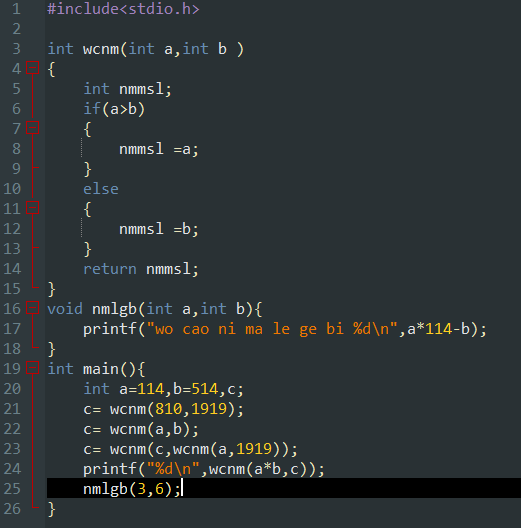 1 #include<stdio.h>
2
3 int wcnm(int a,int b )
4 {
5     int nmmsl;
6     if(a>b)
7     {
8         nmmsl =a;
9     }
10     else
11     {
12         nmmsl =b;
13     }
14     return nmmsl;
15 }
16 void nmlgb(int a,int b){
17     printf("wo cao ni ma le ge bi %d\n",a*114-b);
18 }
19 int main(){
20     int a=114,b=514,c;
21     c= wcnm(810,1919);
22     c= wcnm(a,b);
23     c= wcnm(c,wcnm(a,1919));
24     printf("%d\n",wcnm(a*b,c));
25     nmlgb(3,6);
26 }